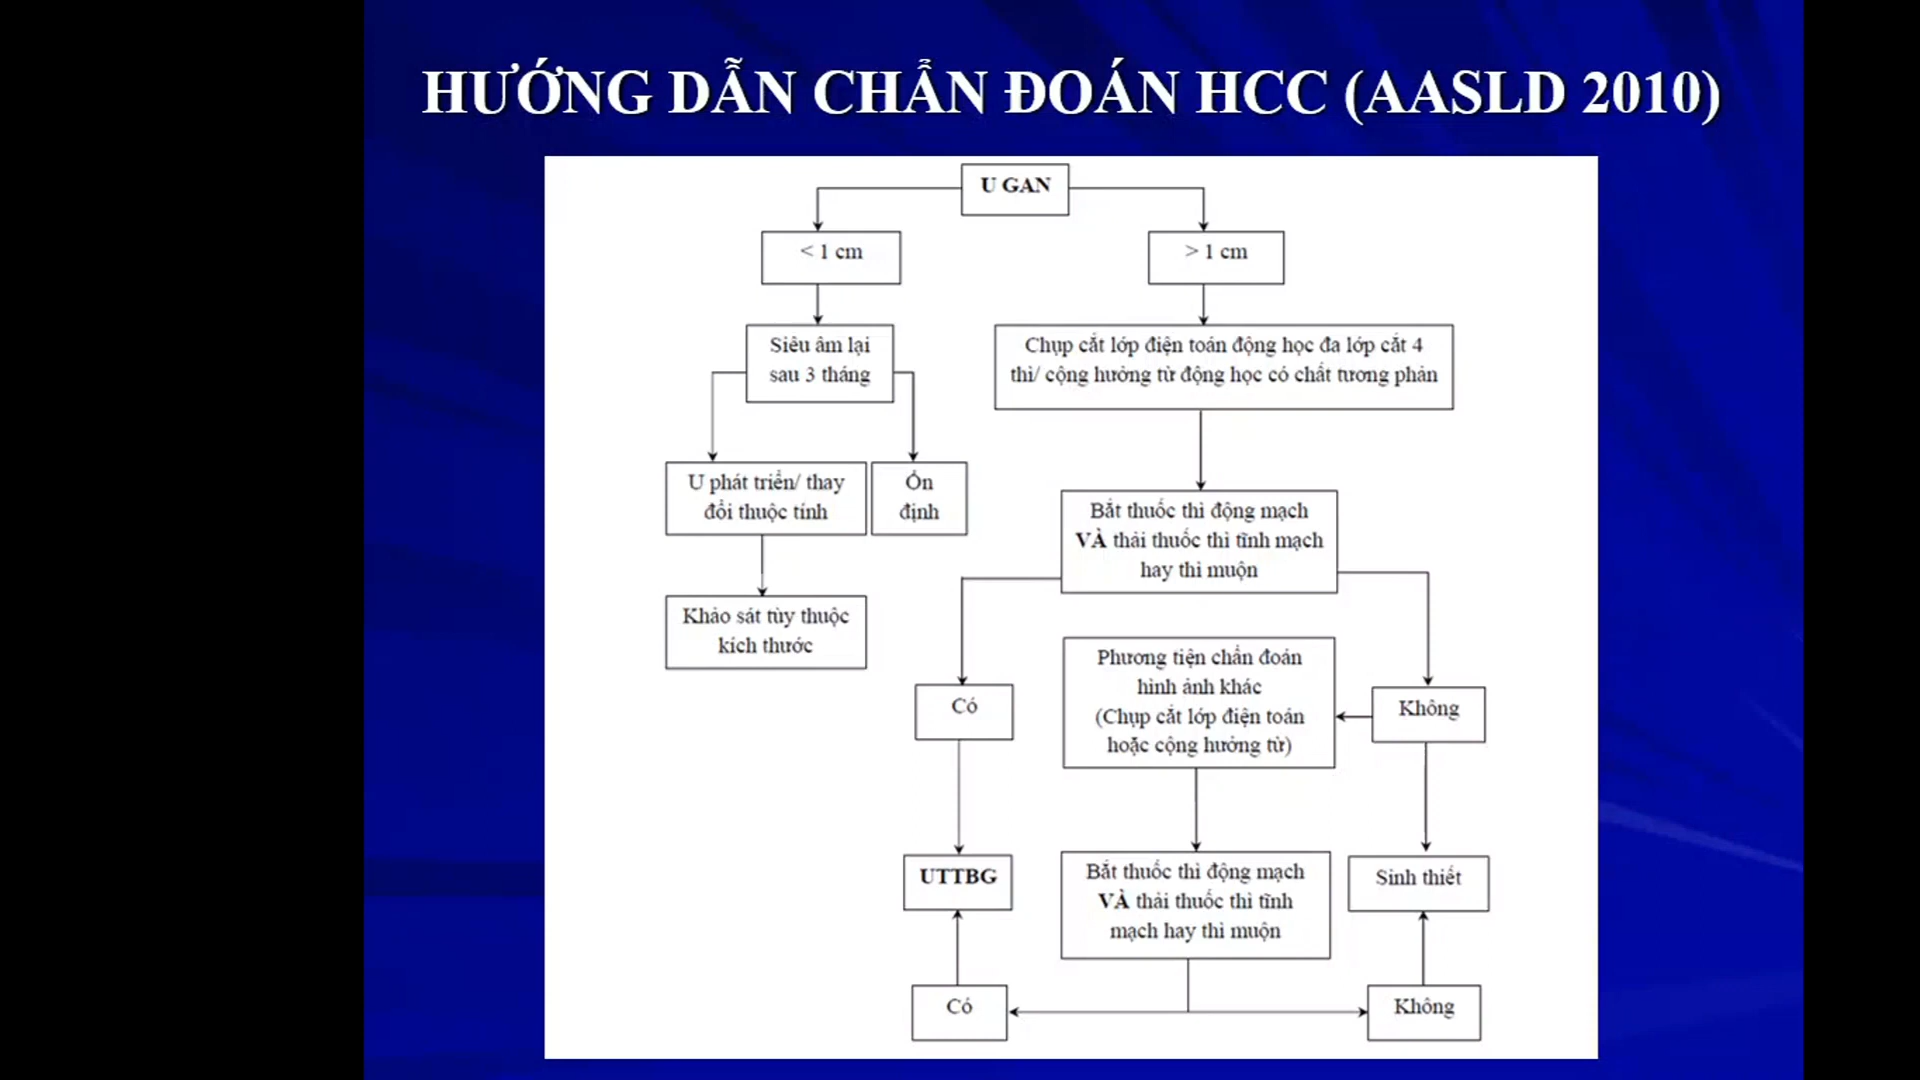 HƯỚNG DẪN CHẨN ĐOÁN HCC (AASLD 2010)
U GAN
< 1 cm
> 1 cm
Siêu âm lại
sau 3 tháng
Chụp cắt lớp điện toán động học đa lớp cắt 4
thì/ cộng hưởng từ động học có chất tương phản
U phát triển/ thay
đổi thuộc tính
Ổn
định
Bắt thuốc thì động mạch
VÀ thải thuốc thì tĩnh mạch
hay thì muộn
Khảo sát tùy thuộc
kích thước
Phương tiện chẩn đoán
hình ảnh khác
(Chụp cắt lớp điện toán
hoặc cộng hưởng từ)
Có
Không
UTTBG
Bắt thuốc thì động mạch
VÀ thải thuốc thì tĩnh
mạch hay thì muộn
Sinh thiết
Có
Không